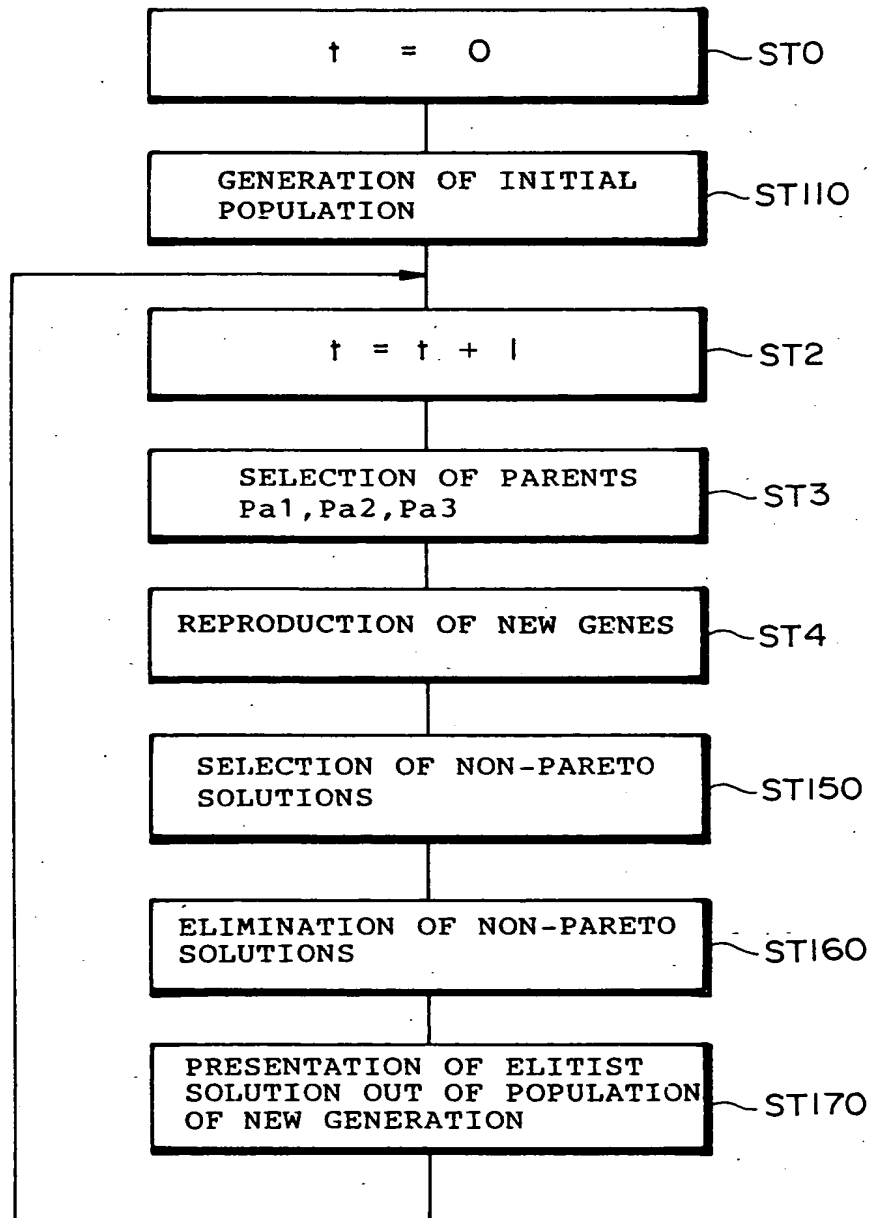 t = 0
ST0
GENERATION OF INITIAL
POPULATION
ST110
t = t + 1
ST2
SELECTION OF PARENTS
Pa1,Pa2,Pa3
ST3
REPRODUCTION OF NEW GENES
ST4
SELECTION OF NON-PARETO
SOLUTIONS
ST150
ELIMINATION OF NON-PARETO
SOLUTIONS
ST160
PRESENTATION OF ELITIST
SOLUTION OUT OF POPULATION
OF NEW GENERATION
ST170